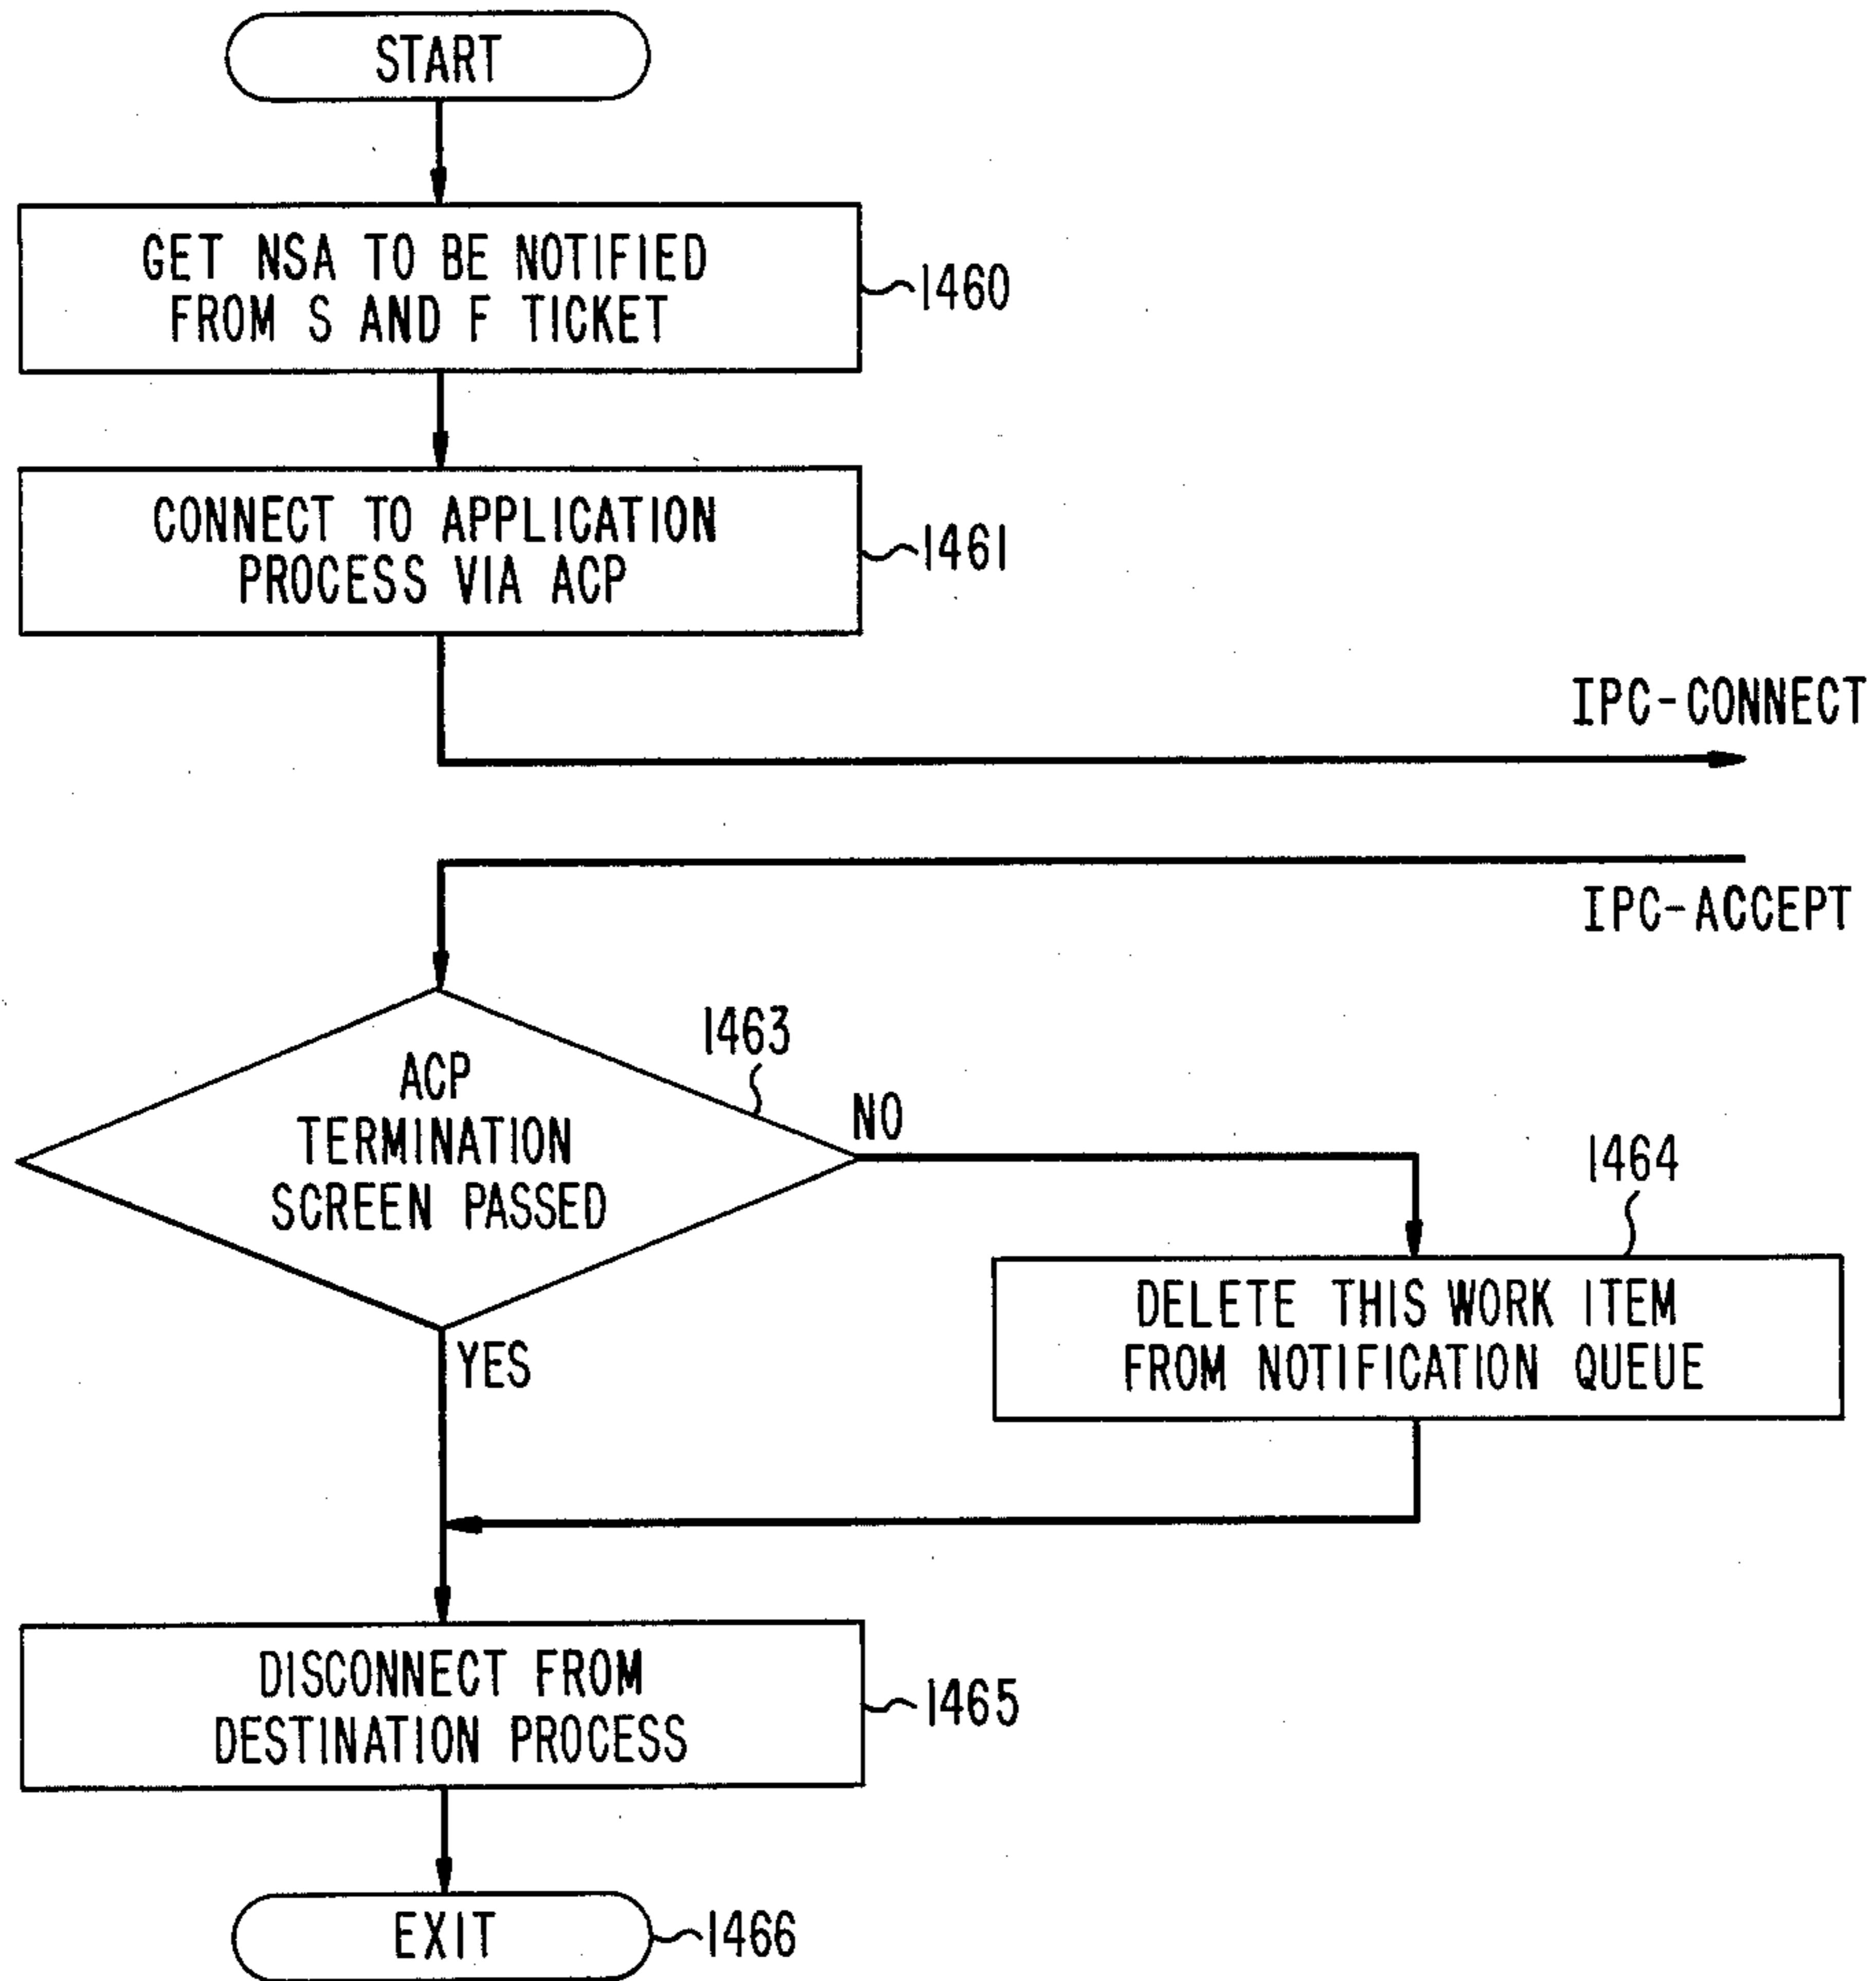 START
GET NSA TO BE NOTIFIED
FROM S AND F TICKET
1460
CONNECT TO APPLICATION
PROCESS VIA ACP
1461
IPC-CONNECT
IPC-ACCEPT
1463
ACP
TERMINATION
SCREEN PASSED
NO
YES
1464
DELETE THIS WORK ITEM
FROM NOTIFICATION QUEUE
DISCONNECT FROM
DESTINATION PROCESS
1465
EXIT
1466